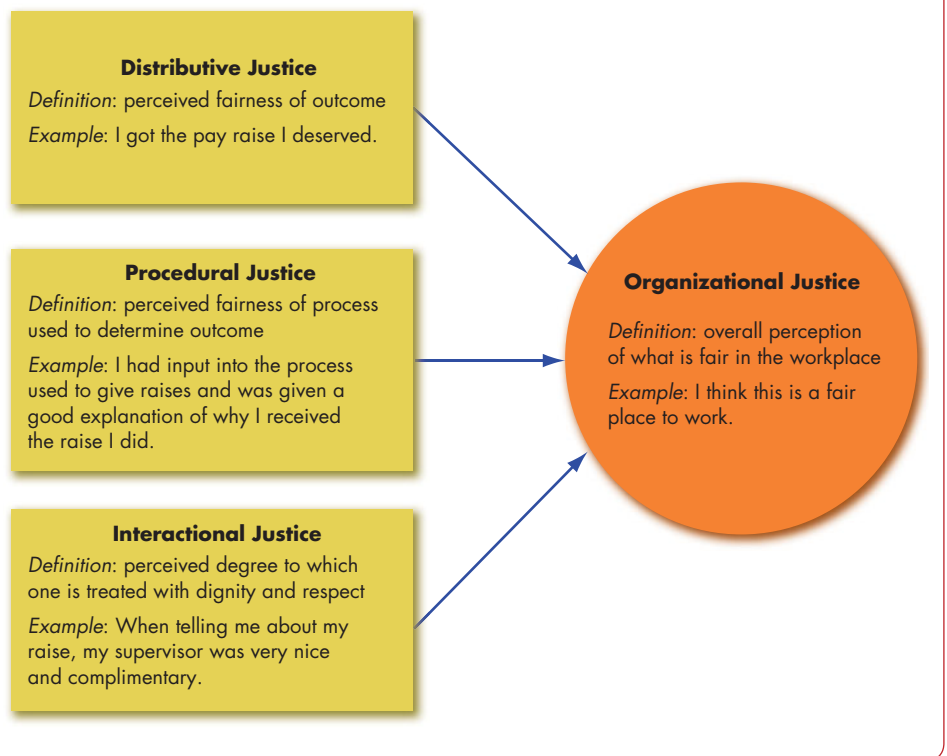 Distributive Justice
Definition: perceived fairness of outcome
Example: I got the pay raise I deserved.
Procedural Justice
Definition: perceived fairness of process
used to determine outcome
Example: I had input into the process
used to give raises and was given a
good explanation of why I received
the raise I did.
Interactional Justice
Definition: perceived degree to which
one is treated with dignity and respect
Example: When telling me about my
raise, my supervisor was very nice
and complimentary.
Organizational Justice
Definition: overall perception
of what is fair in the workplace
Example: I think this is a fair
place to work.